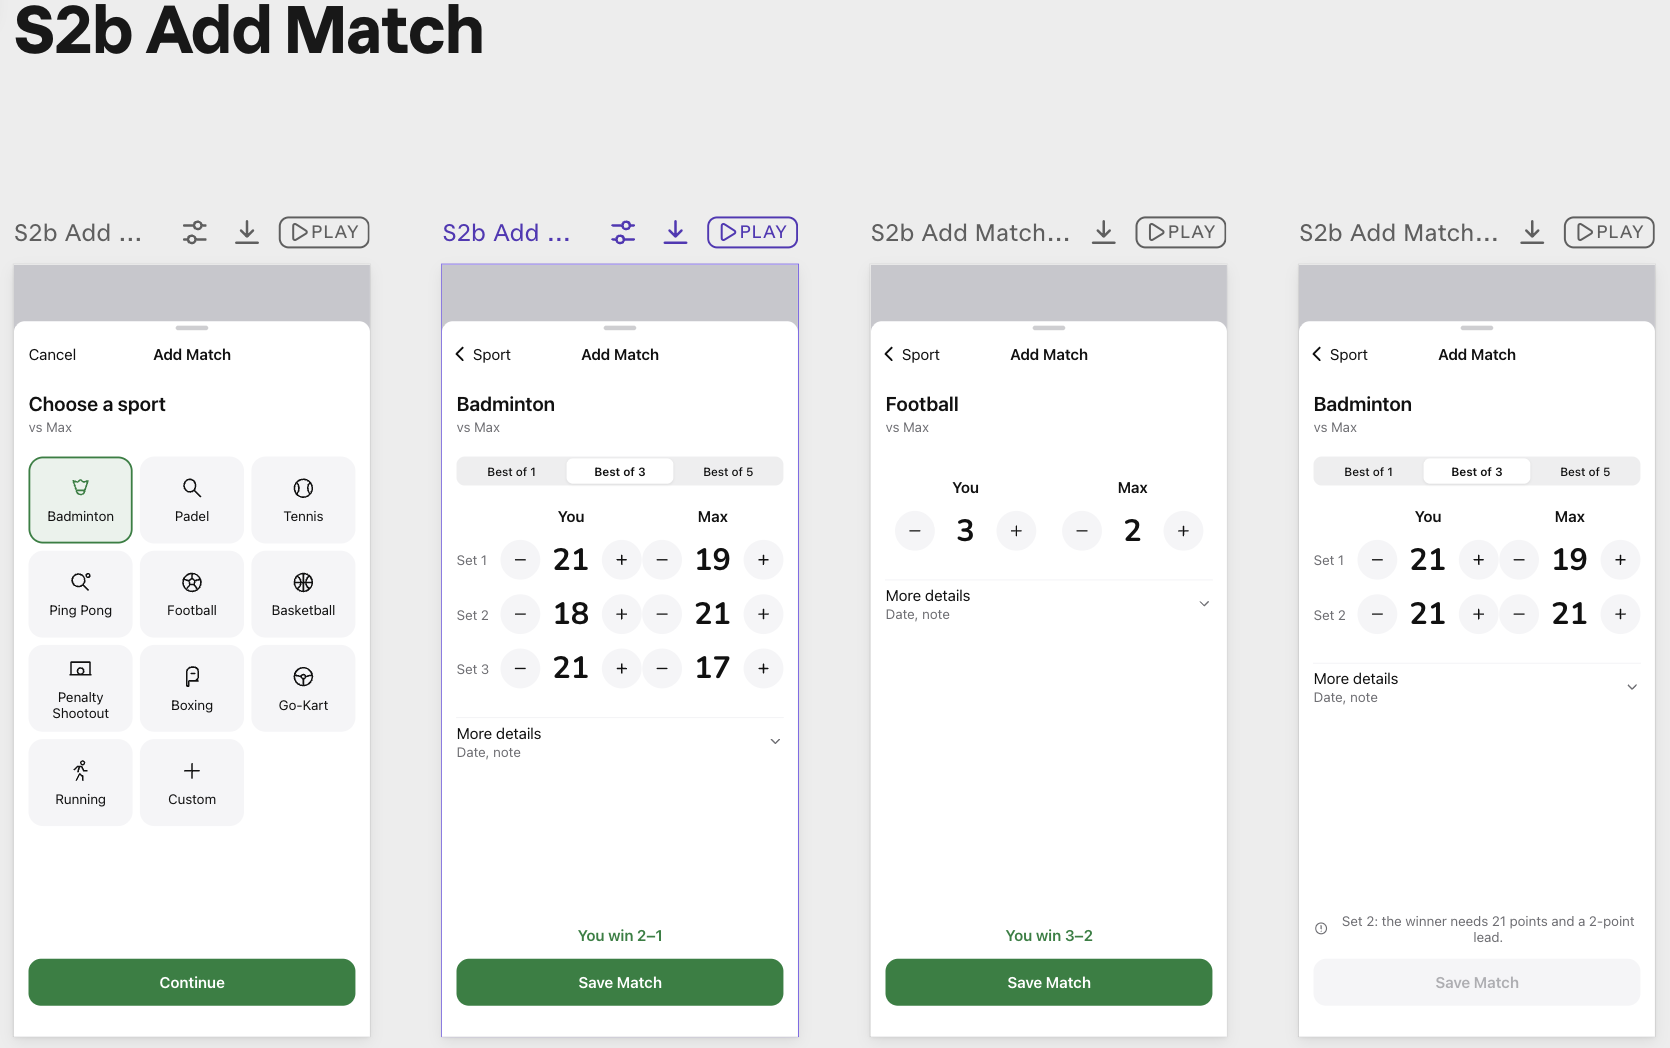 S2b Add Match
S2b Add ...
PLAY
Cancel
Add Match
Choose a sport
vs Max
Badminton
Padel
Tennis
Ping Pong
Football
Basketball
Penalty
Shootout
Boxing
Go-Kart
Running
Custom
Continue
S2b Add ...
PLAY
Sport
Add Match
Badminton
vs Max
Best of 1
Best of 3
Best of 5
You
Max
Set 1 − 21 + − 19 +
Set 2 − 18 + − 21 +
Set 3 − 21 + − 17 +
More details
Date, note
You win 2–1
Save Match
S2b Add Match...
PLAY
Sport
Add Match
Football
vs Max
You
Max
− 3 + − 2 +
More details
Date, note
You win 3–2
Save Match
S2b Add Match...
PLAY
Sport
Add Match
Badminton
vs Max
Best of 1
Best of 3
Best of 5
You
Max
Set 1 − 21 + − 19 +
Set 2 − 21 + − 21 +
More details
Date, note
Set 2: the winner needs 21 points and a 2-point
lead.
Save Match